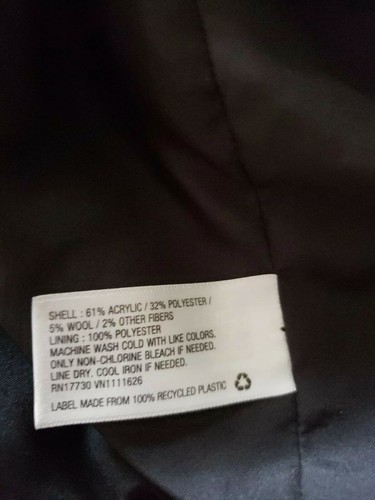 SHELL : 61% ACRYLIC / 32% POLYESTER /
5% WOOL / 2% OTHER FIBERS
LINING : 100% POLYESTER
MACHINE WASH COLD WITH LIKE COLORS.
ONLY NON-CHLORINE BLEACH IF NEEDED.
LINE DRY. COOL IRON IF NEEDED.
RN17730 VN1111626
LABEL MADE FROM 100% RECYCLED PLASTIC